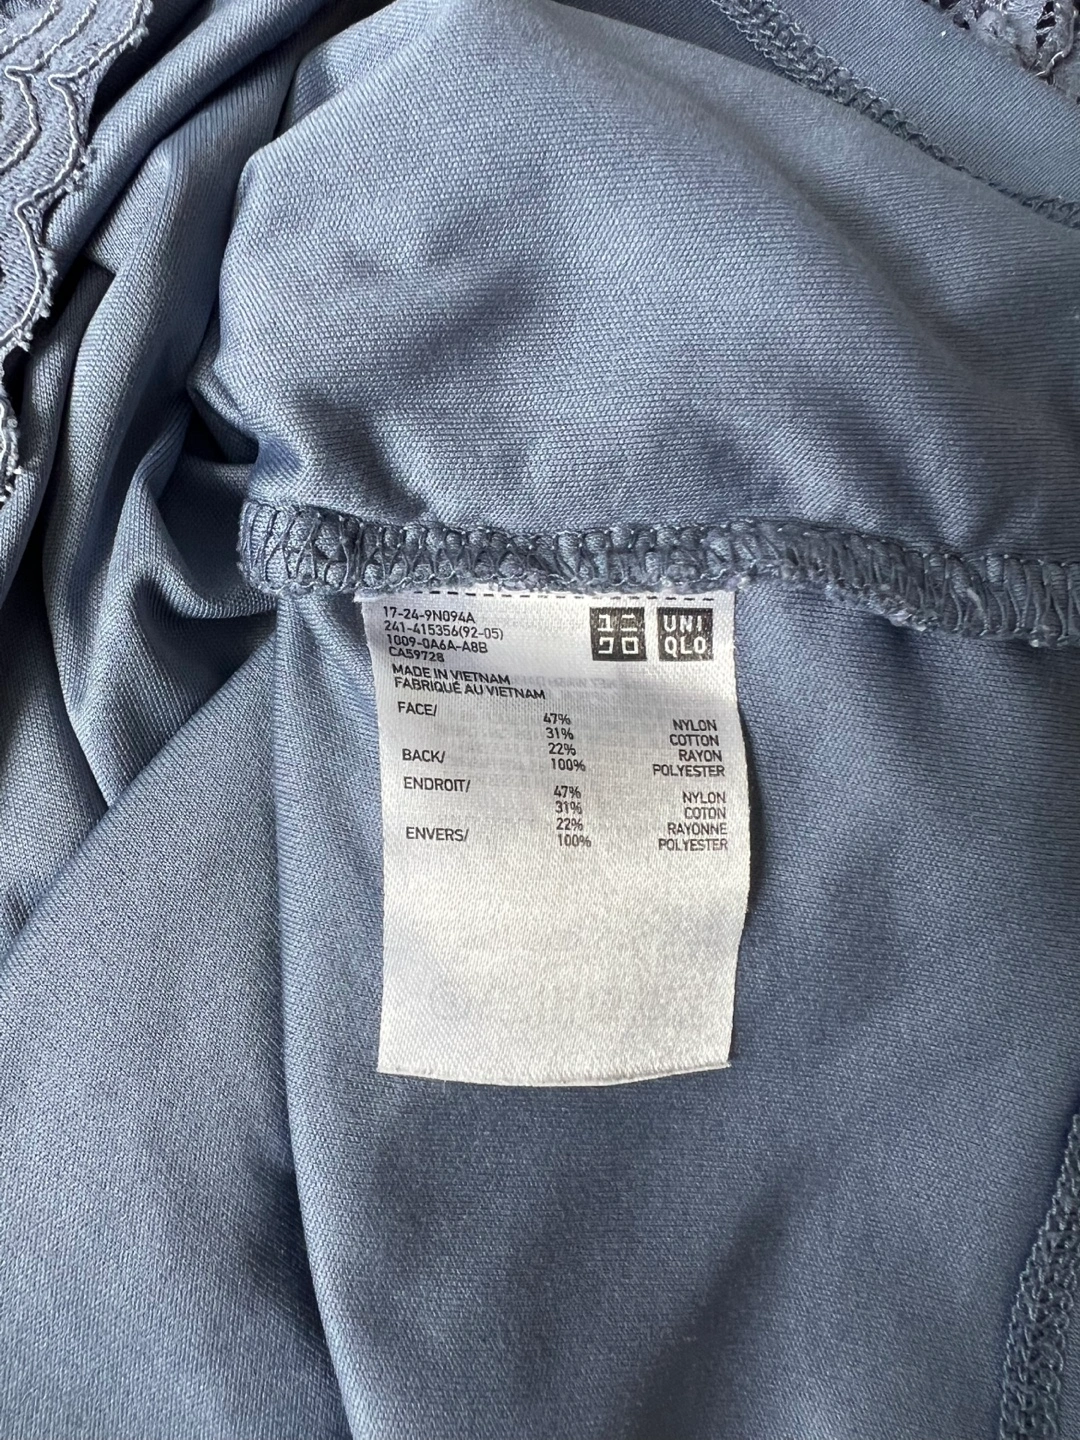 17-24-9N094A
241-415356(92-05)
1009-0A6A-A8B
CA59728
ユニ
クロ
UNI
QLO
MADE IN VIETNAM
FABRIQUÉ AU VIETNAM
FACE/ 47% NYLON
31% COTTON
22% RAYON
BACK/ 100% POLYESTER
ENDROIT/ 47% NYLON
31% COTON
22% RAYONNE
ENVERS/ 100% POLYESTER